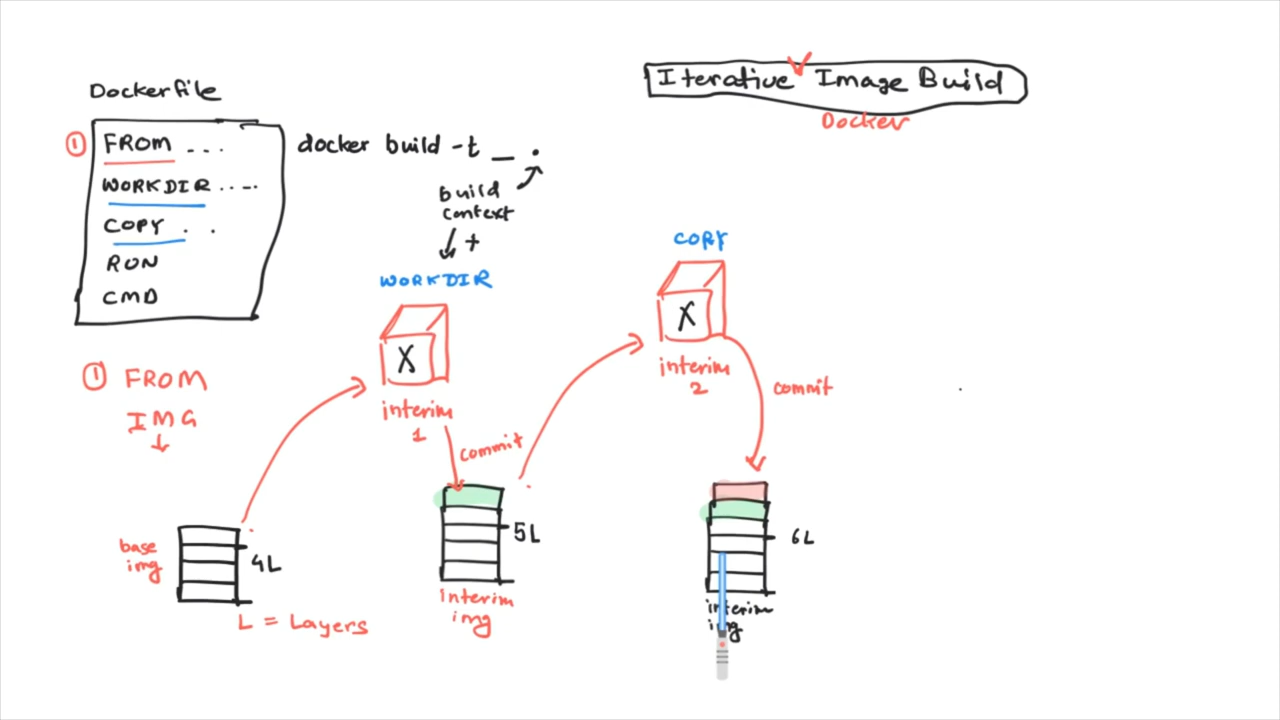 Iterative Image Build
Docker
Dockerfile
① FROM ...
WORKDIR ....
COPY . .
RUN
CMD
docker build -t _ .
build
context
+
WORKDIR
X
interim
1
commit
COPY
X
interim
2
commit
① FROM
IMG
base
img
4L
L = Layers
5L
interim
img
6L
interim
img